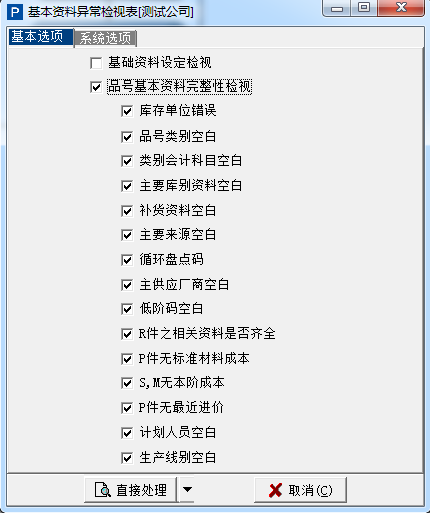 基本资料异常检视表[测试公司]
基本选项 系统选项
基础资料设定检视
品号基本资料完整性检视
库存单位错误
品号类别空白
类别会计科目空白
主要库别资料空白
补货资料空白
主要来源空白
循环盘点码
主供应厂商空白
低阶码空白
R件之相关资料是否齐全
P件无标准材料成本
S,M无本阶成本
P件无最近进价
计划人员空白
生产线别空白
直接处理 取消(C)